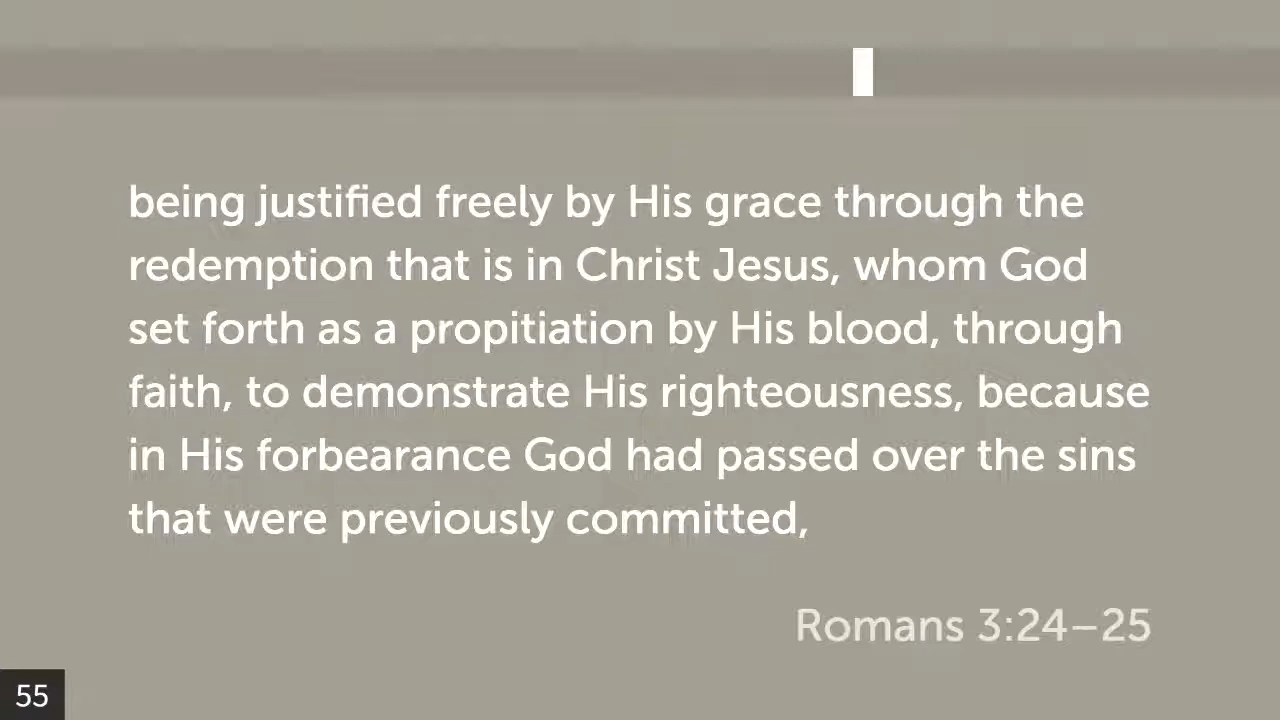 being justified freely by His grace through the
redemption that is in Christ Jesus, whom God
set forth as a propitiation by His blood, through
faith, to demonstrate His righteousness, because
in His forbearance God had passed over the sins
that were previously committed,
Romans 3:24–25
55